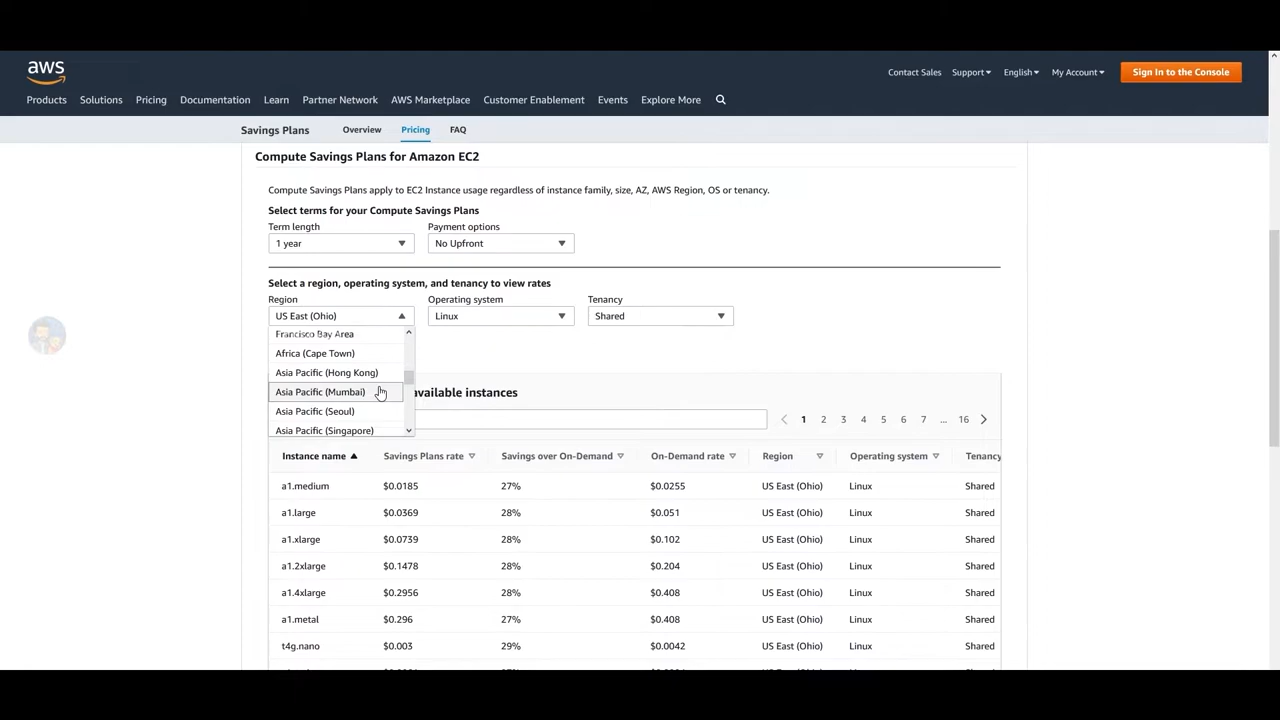 aws
Contact Sales Support English My Account Sign In to the Console
Products Solutions Pricing Documentation Learn Partner Network AWS Marketplace Customer Enablement Events Explore More
Savings Plans Overview Pricing FAQ
Compute Savings Plans for Amazon EC2
Compute Savings Plans apply to EC2 Instance usage regardless of instance family, size, AZ, AWS Region, OS or tenancy.
Select terms for your Compute Savings Plans
Term length Payment options
1 year No Upfront
Select a region, operating system, and tenancy to view rates
Region Operating system Tenancy
US East (Ohio) Linux Shared
Francisco Bay Area
Africa (Cape Town)
Asia Pacific (Hong Kong)
Asia Pacific (Mumbai) available instances
Asia Pacific (Seoul)
1 2 3 4 5 6 7 ... 16
Asia Pacific (Singapore)
Instance name Savings Plans rate Savings over On-Demand On-Demand rate Region Operating system Tenancy
a1.medium $0.0185 27% $0.0255 US East (Ohio) Linux Shared
a1.large $0.0369 28% $0.051 US East (Ohio) Linux Shared
a1.xlarge $0.0739 28% $0.102 US East (Ohio) Linux Shared
a1.2xlarge $0.1478 28% $0.204 US East (Ohio) Linux Shared
a1.4xlarge $0.2956 28% $0.408 US East (Ohio) Linux Shared
a1.metal $0.296 27% $0.408 US East (Ohio) Linux Shared
t4g.nano $0.003 29% $0.0042 US East (Ohio) Linux Shared